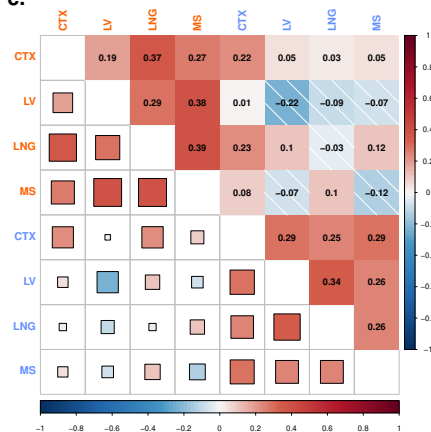 c.
CTX LV LNG MS CTX LV LNG MS
CTX 0.19 0.37 0.27 0.22 0.05 0.03 0.05
LV 0.29 0.38 0.01 −0.22 −0.09 −0.07
LNG 0.39 0.23 0.1 −0.03 0.12
MS 0.08 −0.07 0.1 −0.12
CTX 0.29 0.25 0.29
LV 0.34 0.26
LNG 0.26
MS
1
0.8
0.6
0.4
0.2
0
−0.2
−0.4
−0.6
−0.8
−1
−1 −0.8 −0.6 −0.4 −0.2 0 0.2 0.4 0.6 0.8 1